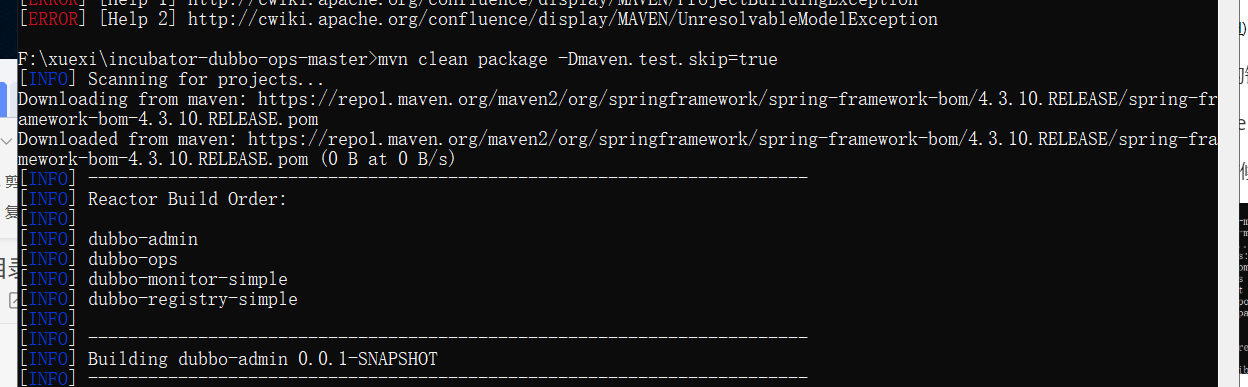 [ERROR] [Help 1] http://cwiki.apache.org/confluence/display/MAVEN/ProjectBuildingException
[ERROR] [Help 2] http://cwiki.apache.org/confluence/display/MAVEN/UnresolvableModelException
F:\xuexi\incubator-dubbo-ops-master>mvn clean package -Dmaven.test.skip=true
[INFO] Scanning for projects...
Downloading from maven: https://repo1.maven.org/maven2/org/springframework/spring-framework-bom/4.3.10.RELEASE/spring-fr
amework-bom-4.3.10.RELEASE.pom
Downloaded from maven: https://repo1.maven.org/maven2/org/springframework/spring-framework-bom/4.3.10.RELEASE/spring-fra
mework-bom-4.3.10.RELEASE.pom (0 B at 0 B/s)
[INFO] ------------------------------------------------------------------------
[INFO] Reactor Build Order:
[INFO]
[INFO] dubbo-admin
[INFO] dubbo-ops
[INFO] dubbo-monitor-simple
[INFO] dubbo-registry-simple
[INFO]
[INFO] ------------------------------------------------------------------------
[INFO] Building dubbo-admin 0.0.1-SNAPSHOT
[INFO] ------------------------------------------------------------------------